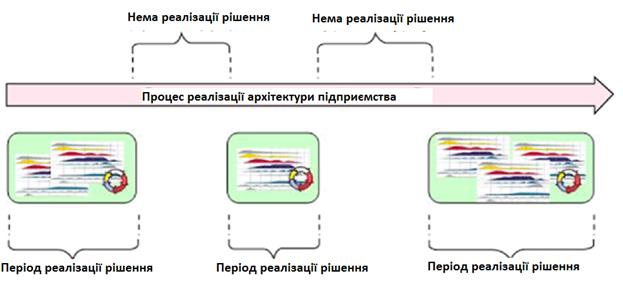 Нема реалізації рішення
Нема реалізації рішення
Процес реалізації архітектури підприємства
Період реалізації рішення
Період реалізації рішення
Період реалізації рішення